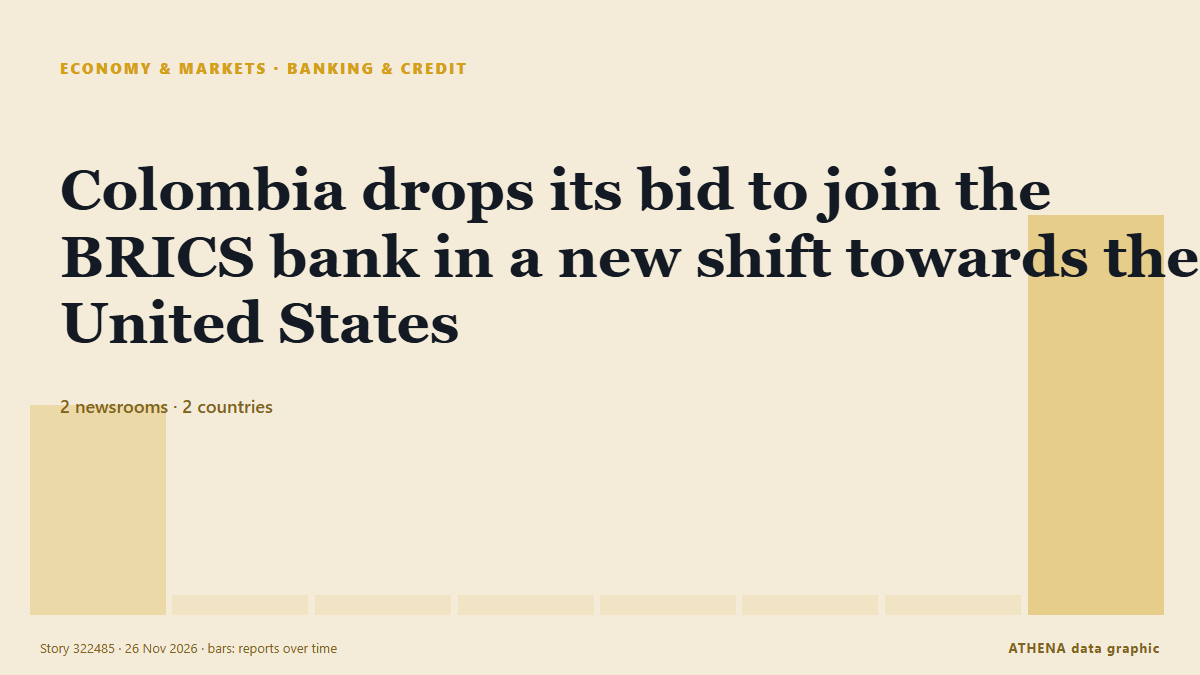 ECONOMY & MARKETS · BANKING & CREDIT
Colombia drops its bid to join the
BRICS bank in a new shift towards the
United States
2 newsrooms · 2 countries
Story 322485 · 26 Nov 2026 · bars: reports over time
ATHENA data graphic